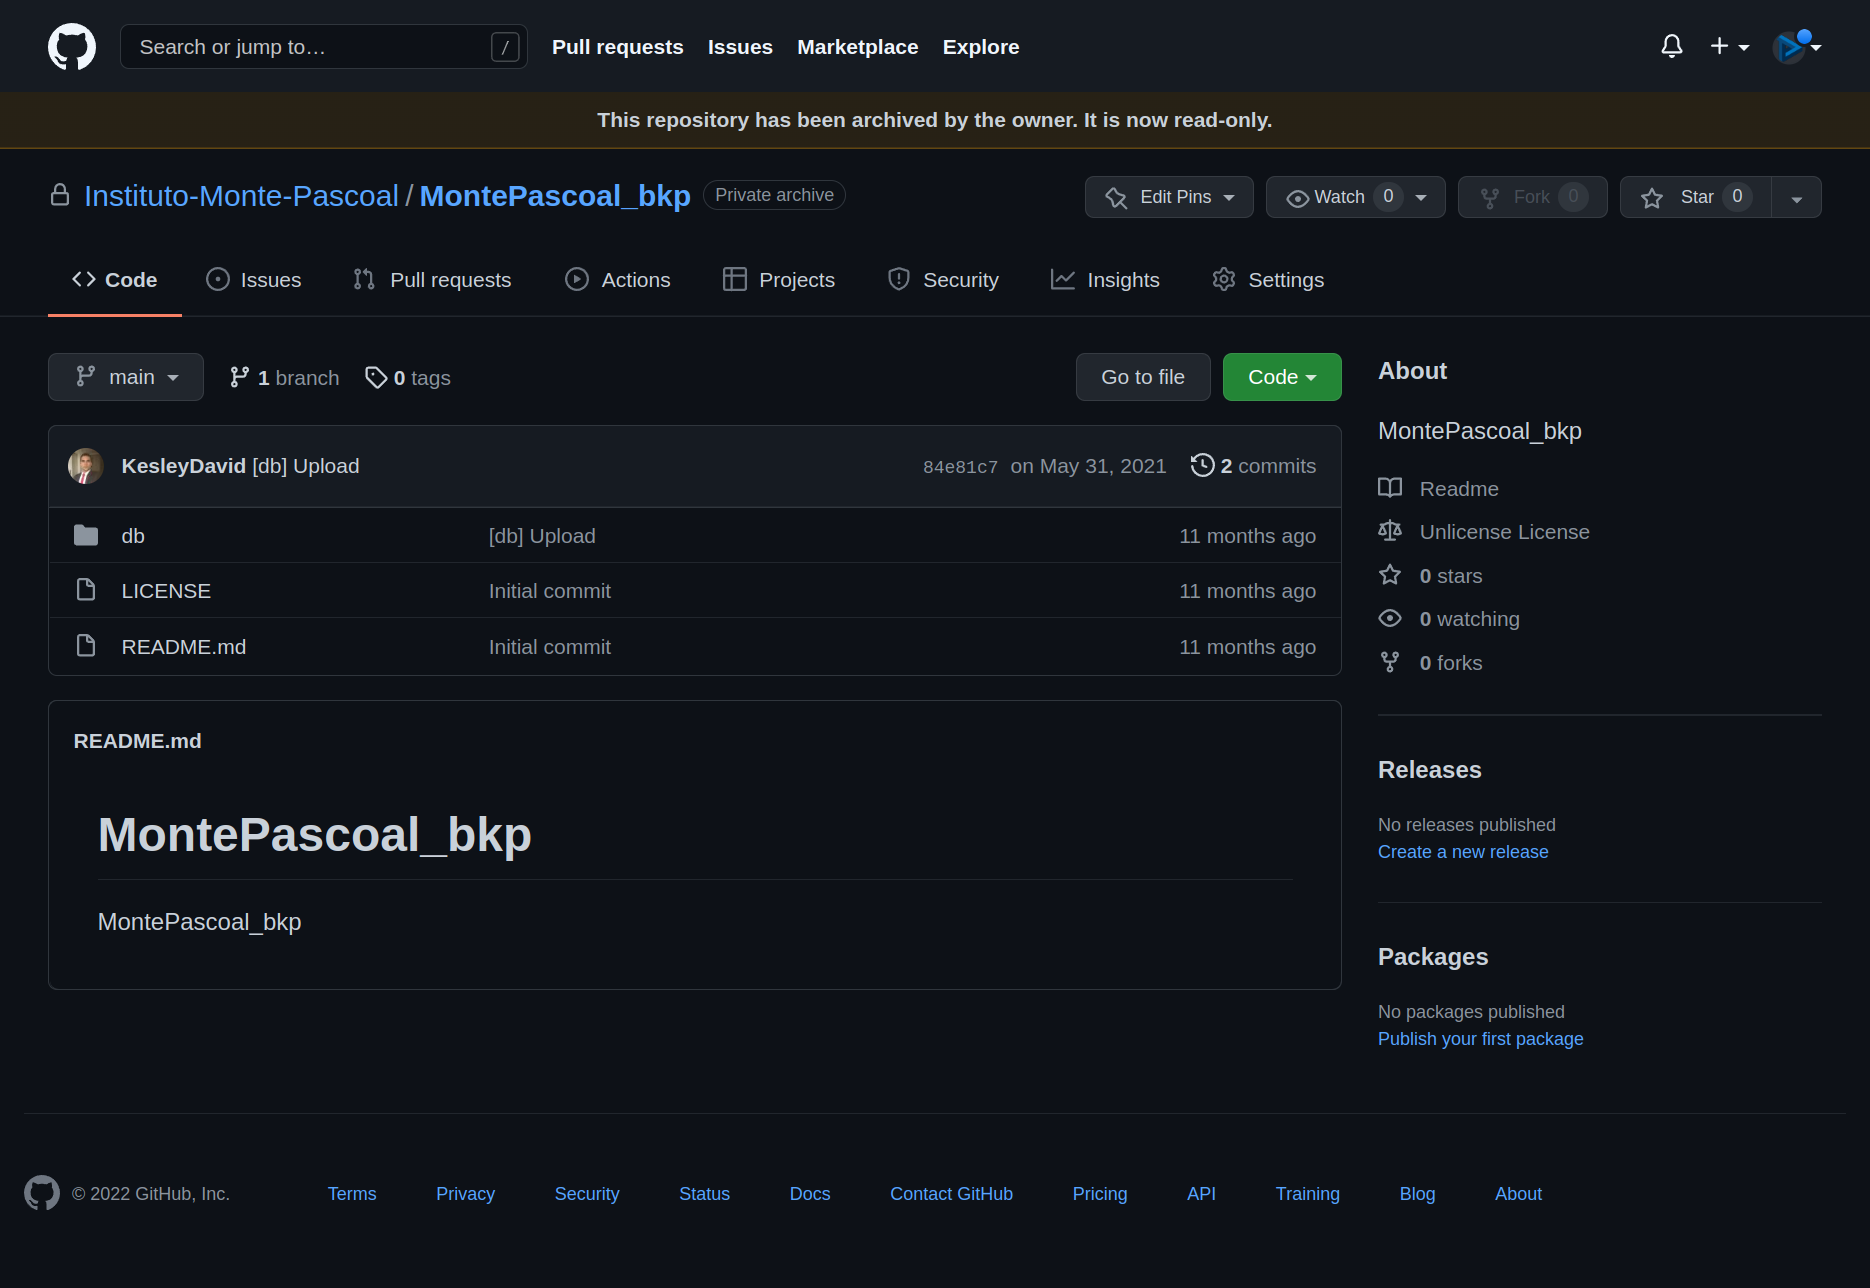 Search or jump to…
/
Pull requests Issues Marketplace Explore
This repository has been archived by the owner. It is now read-only.
Instituto-Monte-Pascoal / MontePascoal_bkp Private archive
Edit Pins Watch 0 Fork 0 Star 0
Code Issues Pull requests Actions Projects Security Insights Settings
main 1 branch 0 tags Go to file Code
KesleyDavid [db] Upload 84e81c7 on May 31, 2021 2 commits
db [db] Upload 11 months ago
LICENSE Initial commit 11 months ago
README.md Initial commit 11 months ago
README.md
MontePascoal_bkp
MontePascoal_bkp
About
MontePascoal_bkp
Readme
Unlicense License
0 stars
0 watching
0 forks
Releases
No releases published
Create a new release
Packages
No packages published
Publish your first package
© 2022 GitHub, Inc. Terms Privacy Security Status Docs Contact GitHub Pricing API Training Blog About